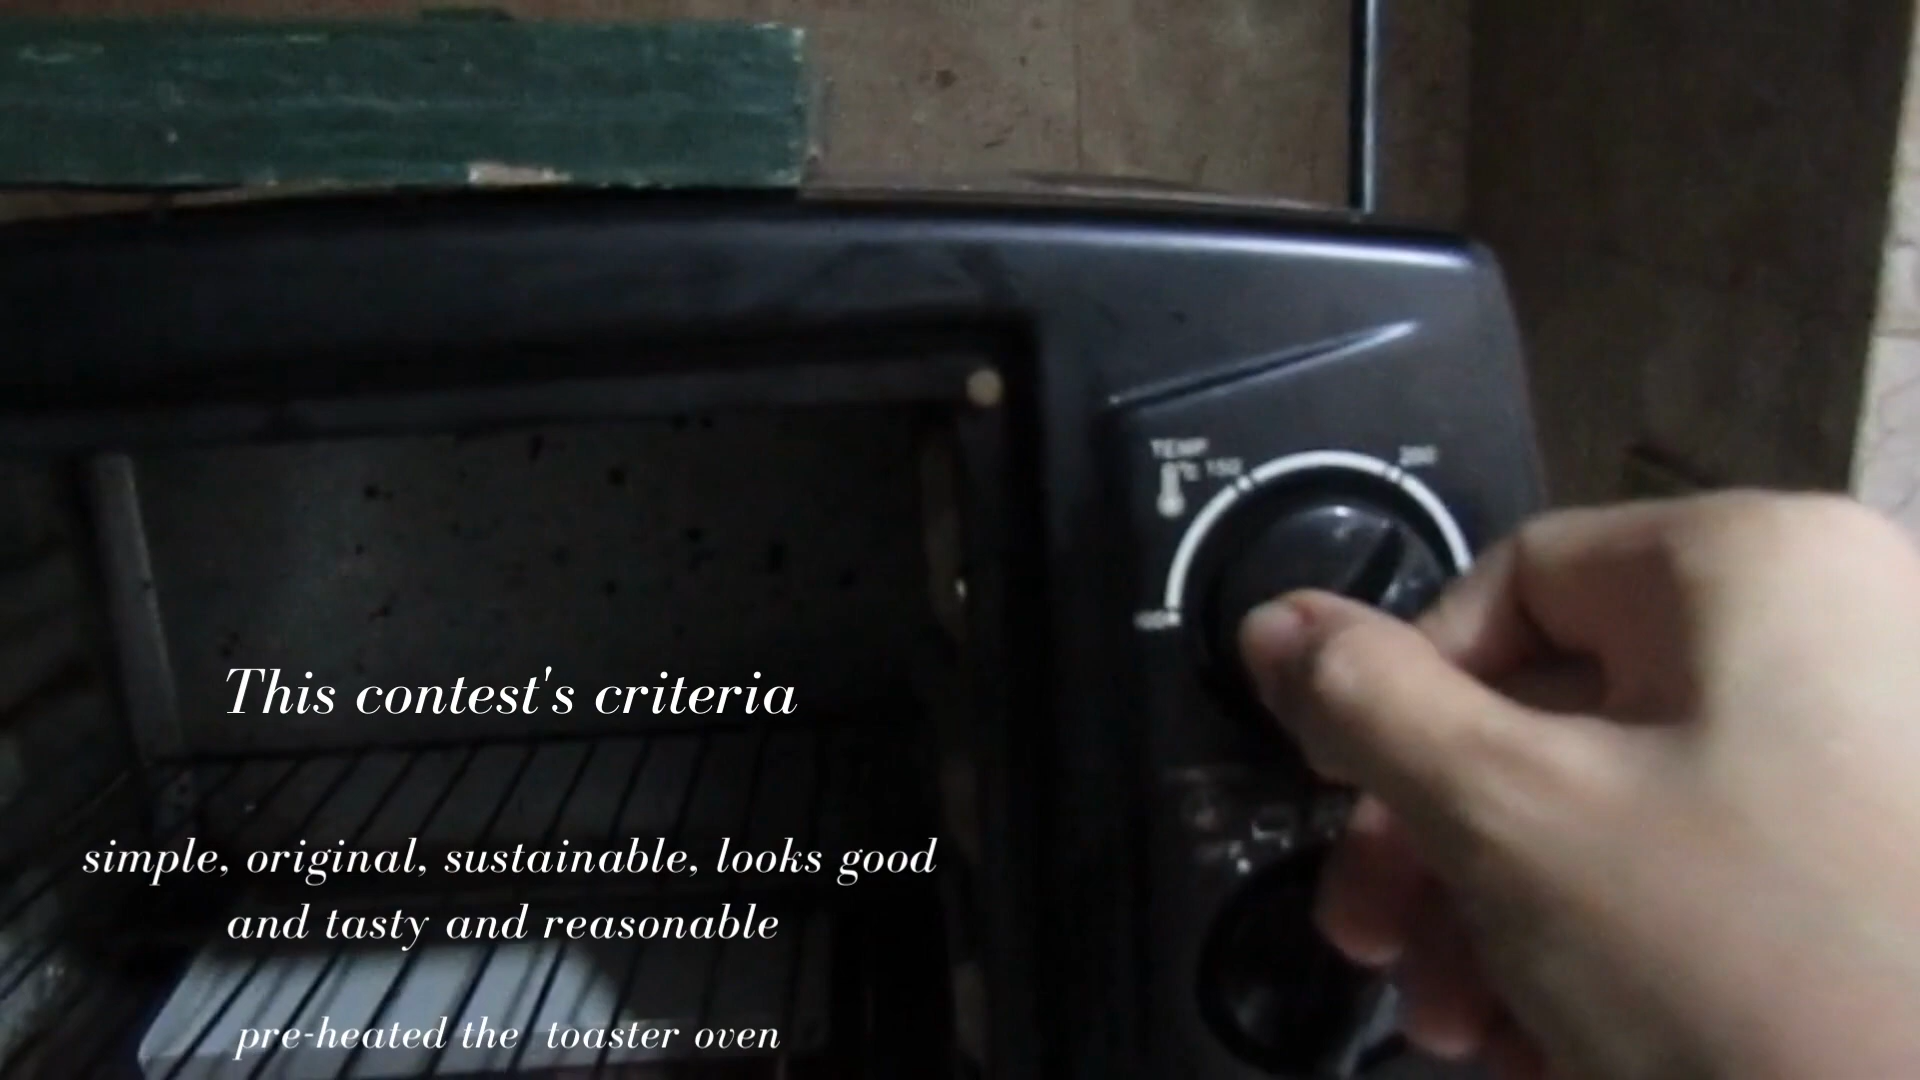 TEMP
°C 150 200
100
This contest's criteria
simple, original, sustainable, looks good
and tasty and reasonable
pre-heated the toaster oven